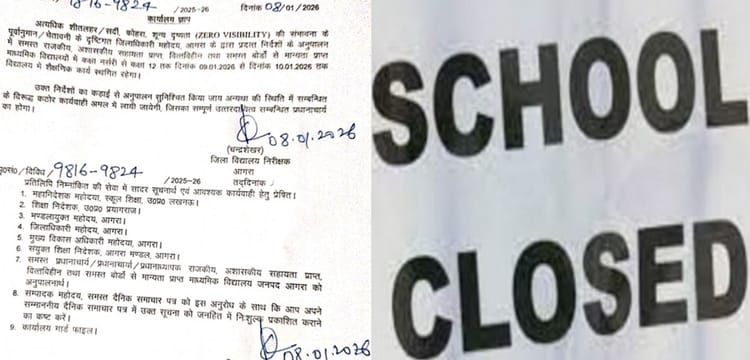 9816-9824 / 2025-26 दिनांक 08/01/2026
कार्यालय ज्ञाप
अत्यधिक शीतलहर/सर्दी, कोहरा, शून्य दृष्यता (ZERO VISIBILITY) की संभावना के
पूर्वानुमान/चेतावनी के दृष्टिगत जिलाधिकारी महोदय, आगरा के द्वारा प्रदत्त निर्देशों के अनुपालन
में समस्त राजकीय, अशासकीय सहायता प्राप्त, वित्तविहीन तथा समस्त बोर्डो से मान्यता प्राप्त
माध्यमिक विद्यालयों में कक्षा नर्सरी से कक्षा 12 तक दिनांक 09.01.2026 से दिनांक 10.01.2026 तक
विद्यालय में शैक्षनिक कार्य स्थगित रहेगा।
उक्त निर्देशों का कड़ाई से अनुपालन सुनिश्चित किया जाय अन्यथा की स्थिति में सम्बन्धित
के विरूद्ध कठोर कार्यवाही अमल में लायी जायेगी, जिसका सम्पूर्ण उत्तरदायित्व सम्बन्धित प्रधानाचार्य
का होगा।
08.01.2026
(चन्द्रशेखर)
जिला विद्यालय निरीक्षक
आगरा
/विविध/ 9816-9824 /2025-26 तद्दिनांक
प्रतिलिपि निम्नांकित की सेवा में सादर सूचनार्थ एवं आवश्यक कार्यवाही हेतु प्रेषित।
1. महानिदेशक महोदया, स्कूल शिक्षा, उ0प्र0 लखनऊ।
2. शिक्षा निदेशक, उ0प्र0 प्रयागराज।
3. मण्डलायुक्त महोदय, आगरा।
4. जिलाधिकारी महोदय, आगरा।
5. मुख्य विकास अधिकारी महोदया, आगरा।
6. संयुक्त शिक्षा निदेशक, आगरा मण्डल, आगरा।
7. समस्त प्रधानाचार्य/प्रधानाचार्या/प्रधानाध्यापक राजकीय, अशासकीय सहायता प्राप्त,
वित्तविहीन तथा समस्त बोर्डो से मान्यता प्राप्त माध्यमिक विद्यालय जनपद आगरा को
अनुपालनार्थ।
8. सम्पादक महोदय, समस्त दैनिक समाचार पत्र को इस अनुरोध के साथ कि आप अपने
सम्माननीय दैनिक समाचार पत्र में उक्त सूचना को जनहित में निःशुल्क प्रकाशित कराने
का कष्ट करें।
9. कार्यालय गार्ड फाइल।
08.01.2026
SCHOOL
CLOSED